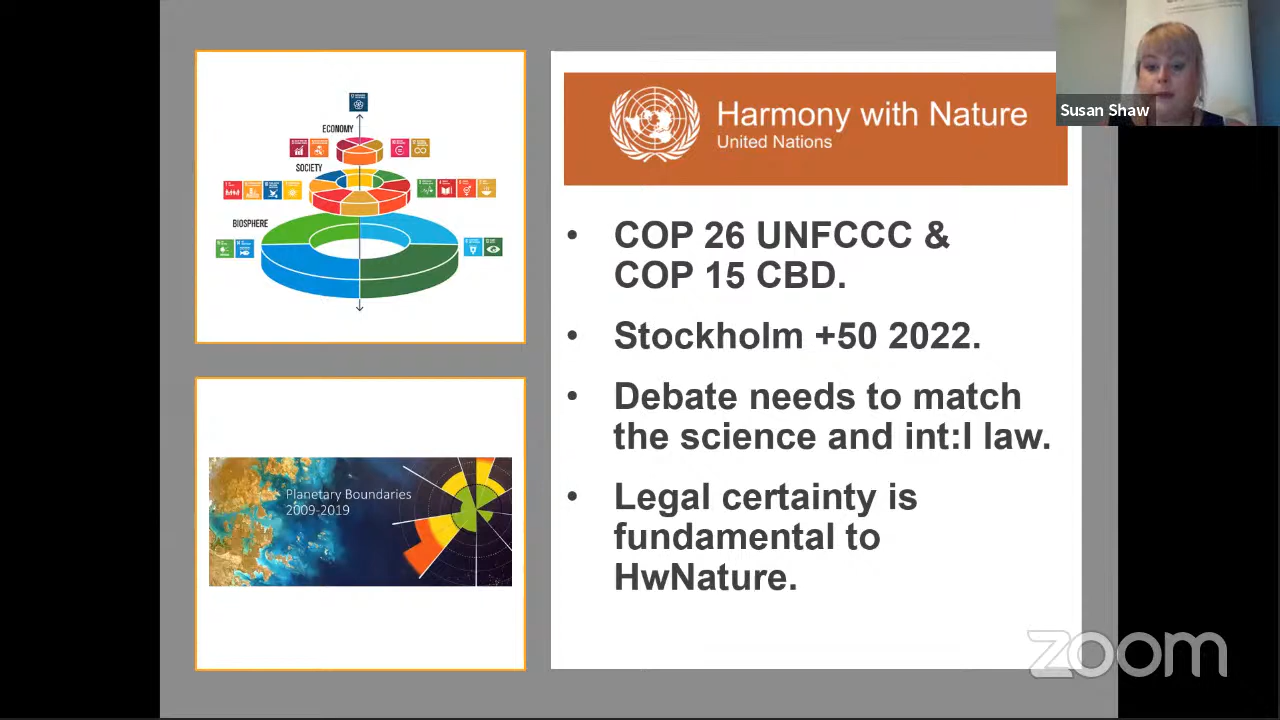 ECONOMY
SOCIETY
BIOSPHERE
Planetary Boundaries
2009-2019
Harmony with Nature
United Nations
• COP 26 UNFCCC &
COP 15 CBD.
• Stockholm +50 2022.
• Debate needs to match
the science and int:l law.
• Legal certainty is
fundamental to
HwNature.
Susan Shaw
zoom